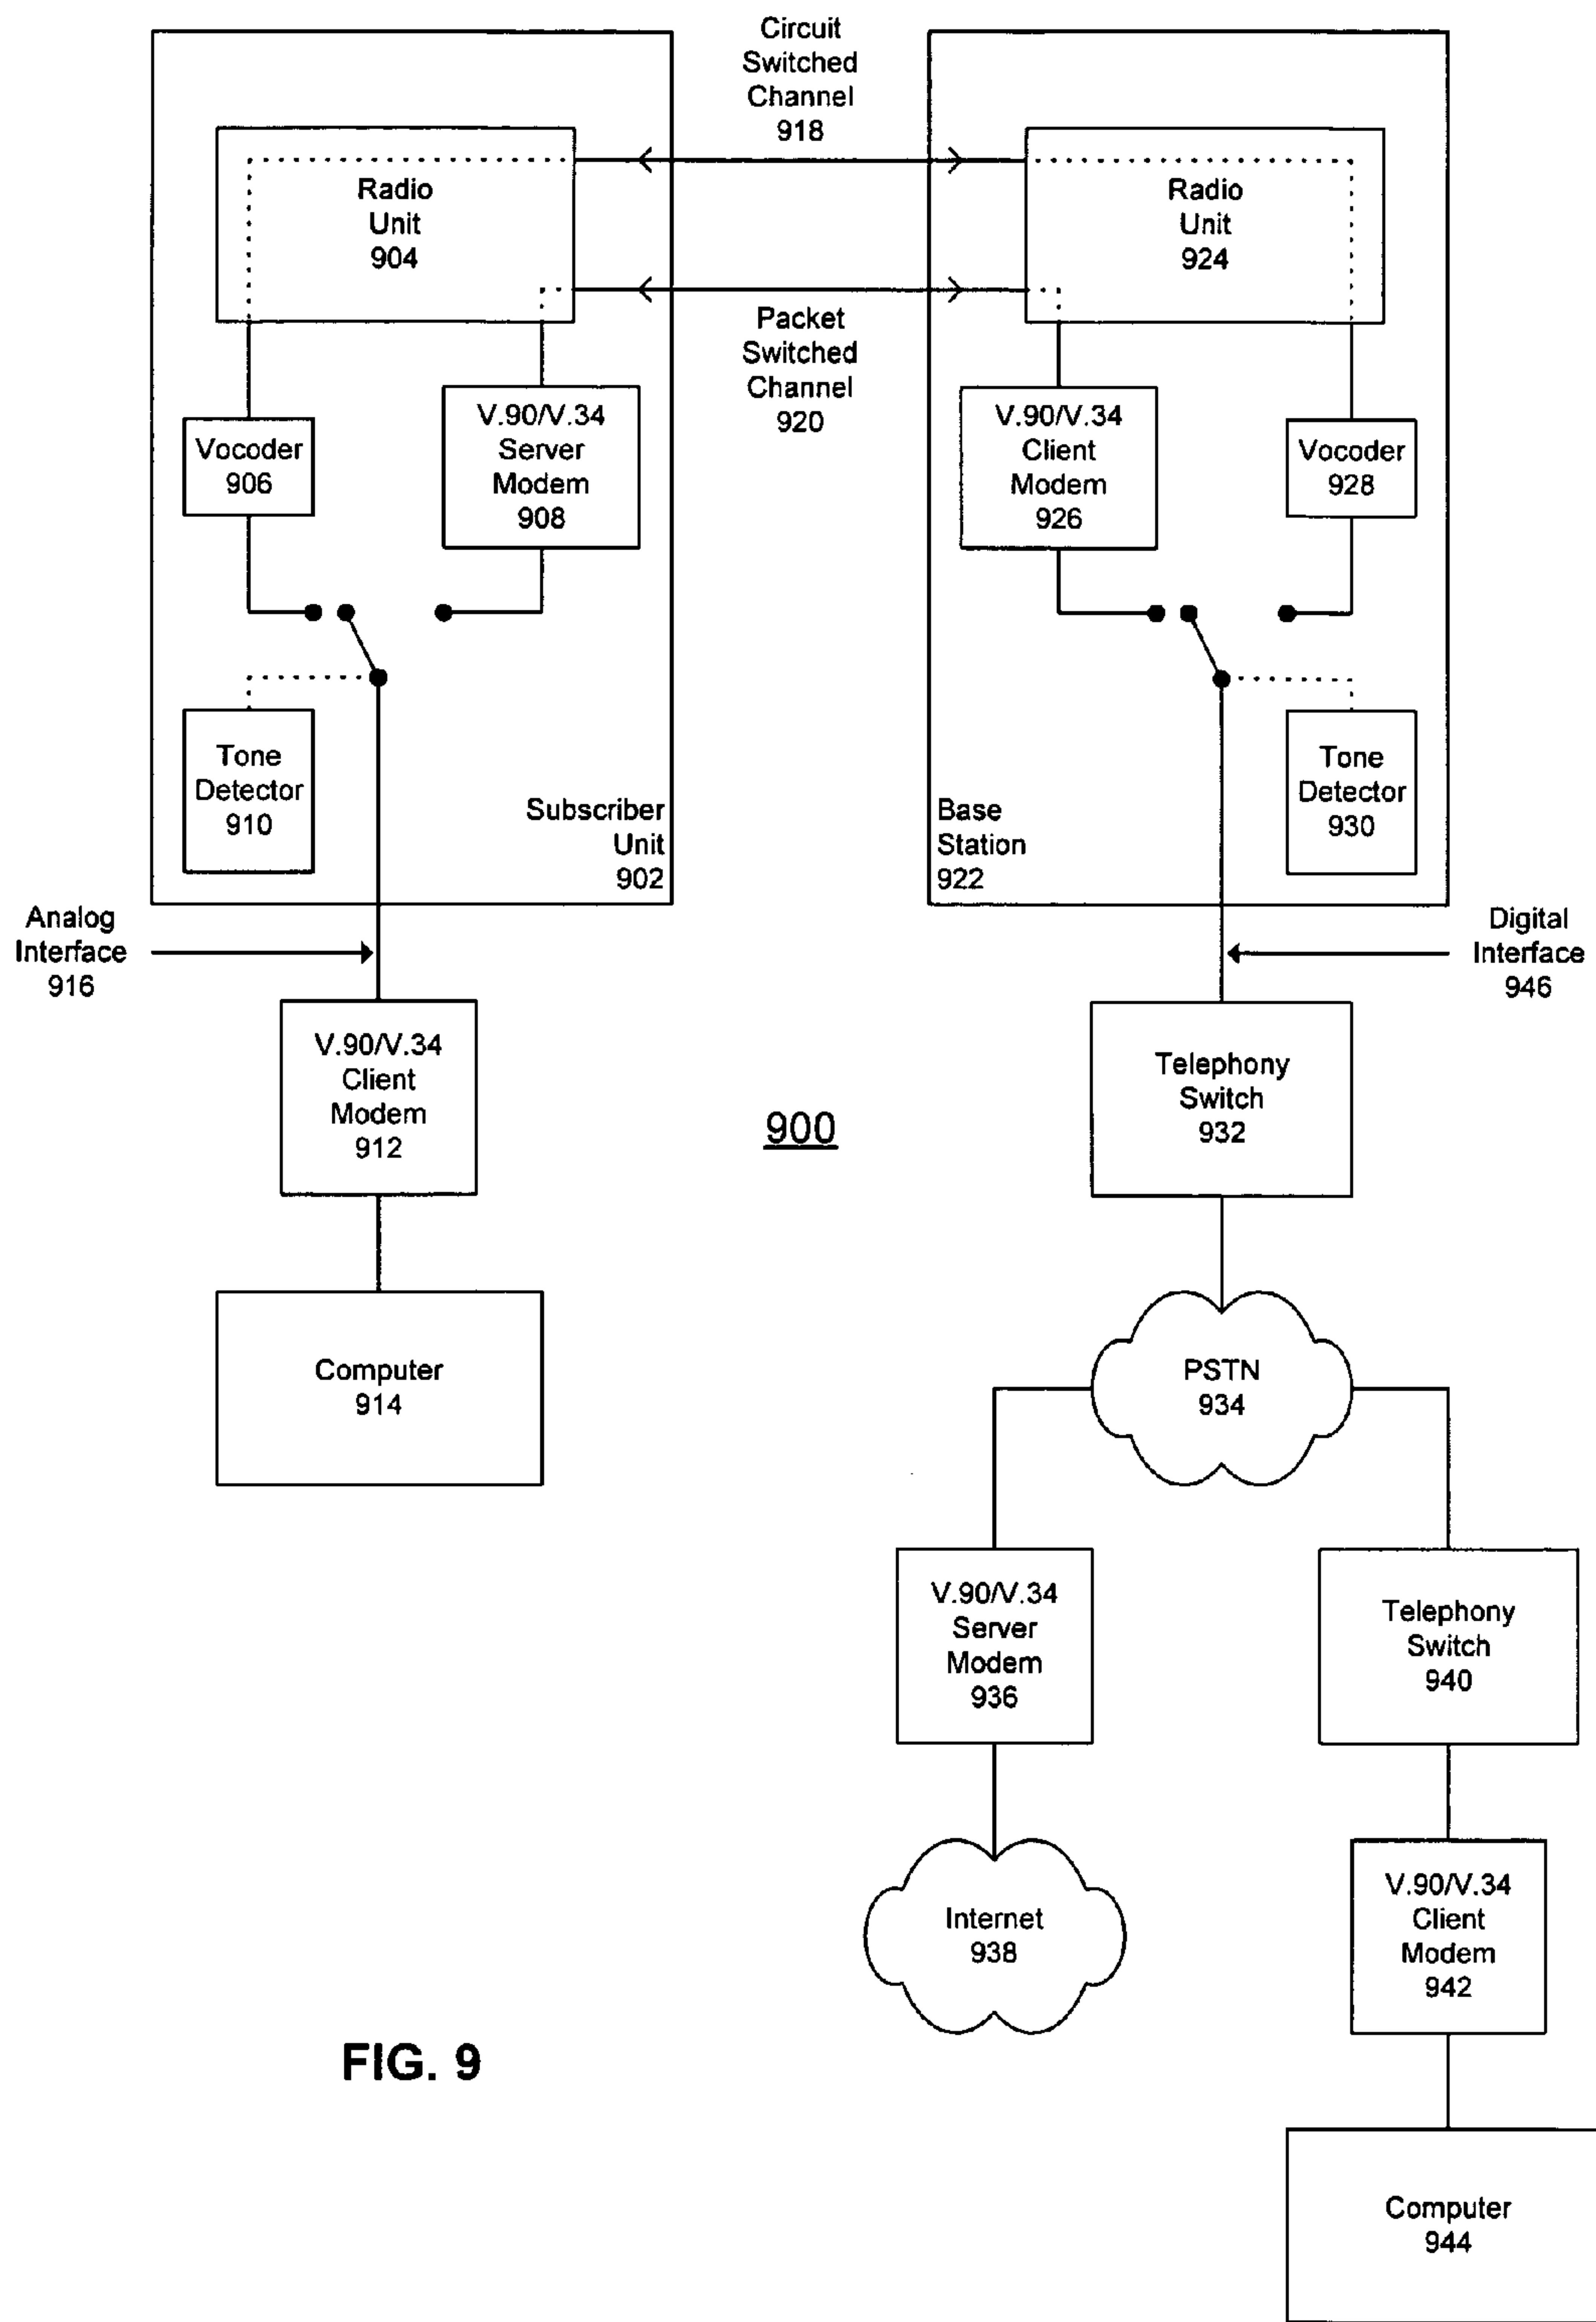 Circuit
Switched
Channel
918
Radio
Unit
904
Radio
Unit
924
Packet
Switched
Channel
920
Vocoder
906
V.90/V.34
Server
Modem
908
V.90/V.34
Client
Modem
926
Vocoder
928
Tone
Detector
910
Subscriber
Unit
902
Base
Station
922
Tone
Detector
930
Analog
Interface
916
Digital
Interface
946
V.90/V.34
Client
Modem
912
Telephony
Switch
932
900
Computer
914
PSTN
934
V.90/V.34
Server
Modem
936
Telephony
Switch
940
Internet
938
V.90/V.34
Client
Modem
942
FIG. 9
Computer
944